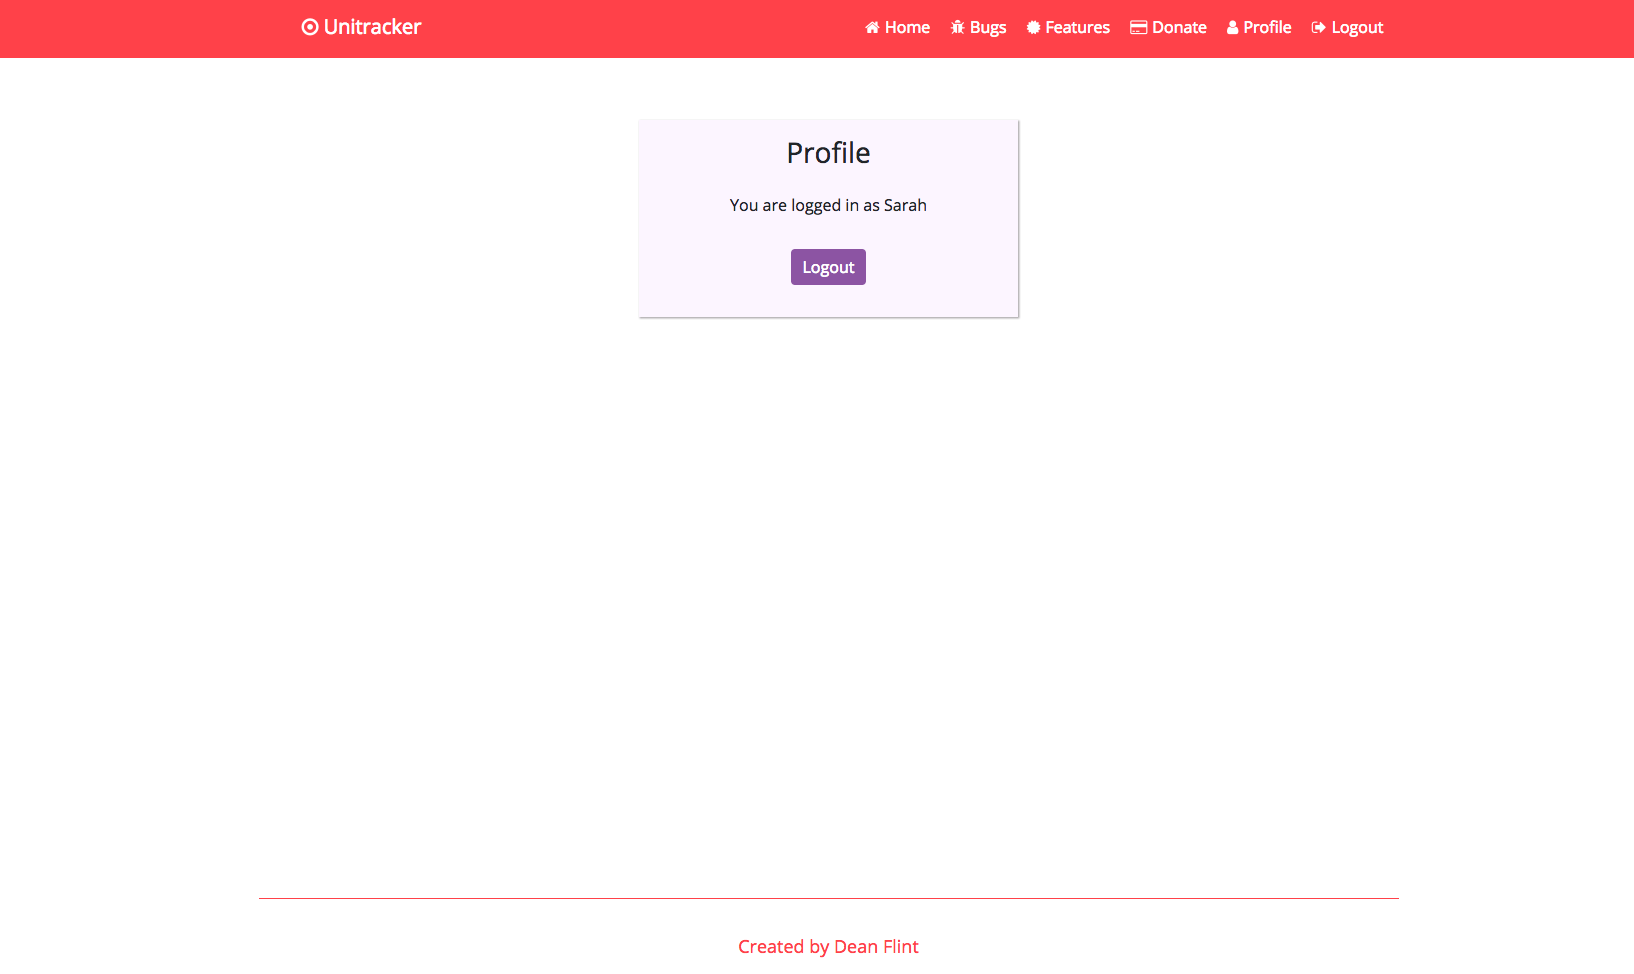 Unitracker Home Bugs Features Donate Profile Logout
Profile
You are logged in as Sarah
Logout
Created by Dean Flint